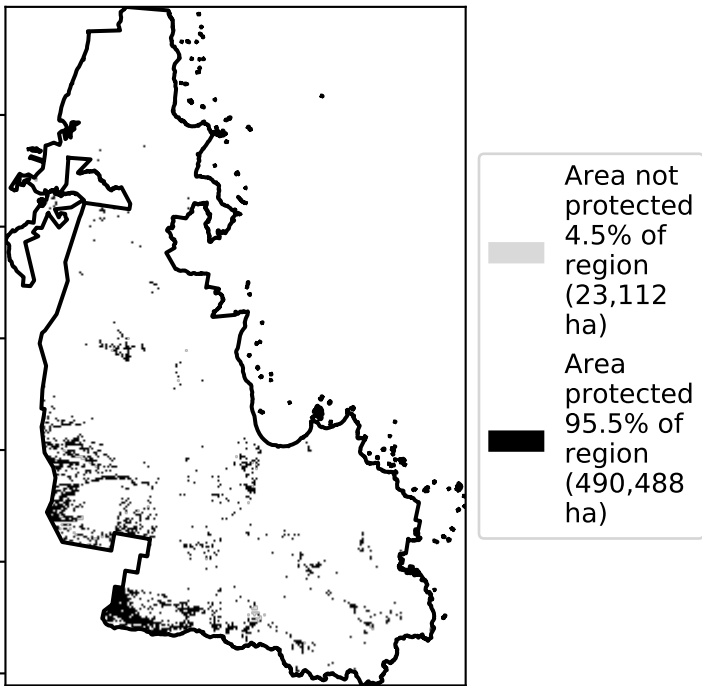 Area not
protected
4.5% of
region
(23,112
ha)
Area
protected
95.5% of
region
(490,488
ha)